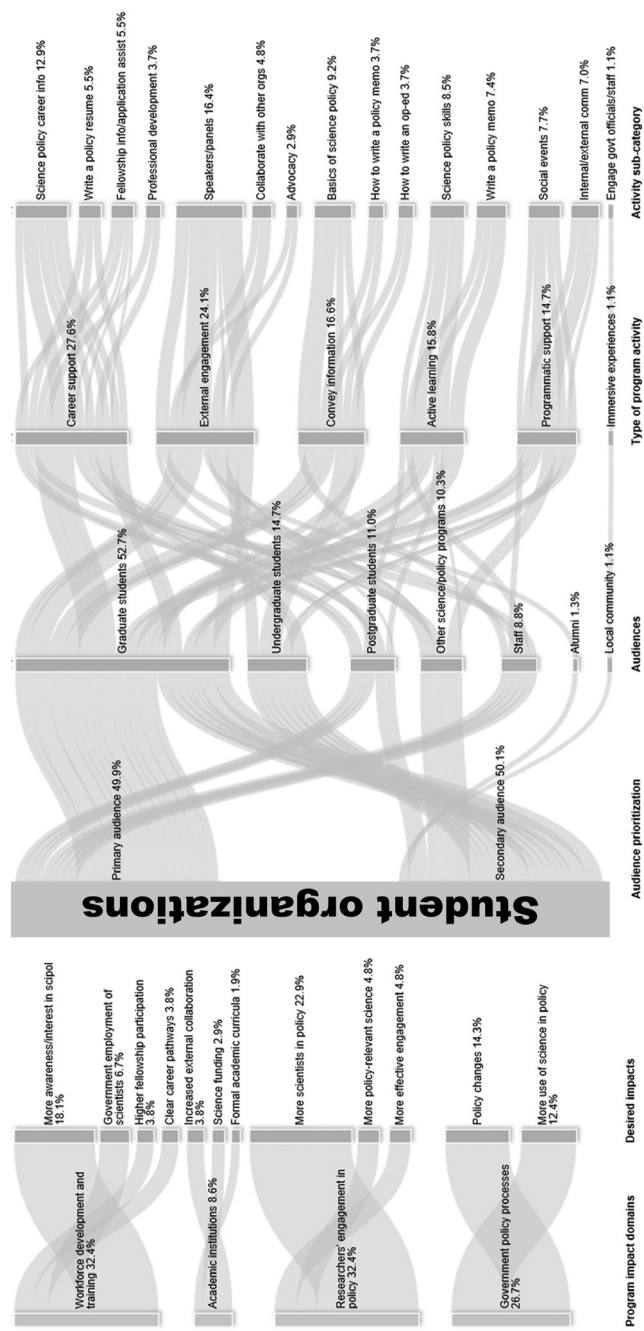 Student organizations
Primary audience 49.9%
Secondary audience 50.1%
Audience prioritization
Graduate students 52.7%
Undergraduate students 14.7%
Postgraduate students 11.0%
Other science/policy programs 10.3%
Staff 8.8%
Alumni 1.3%
Local community 1.1%
Audiences
Career support 27.6%
External engagement 24.1%
Convey information 16.6%
Active learning 15.8%
Programmatic support 14.7%
Immersive experiences 1.1%
Type of program activity
Science policy career info 12.9%
Write a policy resume 5.5%
Fellowship info/application assist 5.5%
Professional development 3.7%
Speakers/panels 16.4%
Collaborate with other orgs 4.8%
Advocacy 2.9%
Basics of science policy 9.2%
How to write a policy memo 3.7%
How to write an op-ed 3.7%
Science policy skills 8.5%
Write a policy memo 7.4%
Social events 7.7%
Internal/external comm 7.0%
Engage govt officials/staff 1.1%
Activity sub-category
Workforce development and
training 32.4%
Academic institutions 8.6%
Researchers' engagement in
policy 32.4%
Government policy processes
26.7%
Program impact domains
More awareness/interest in scipol
18.1%
Government employment of
scientists 6.7%
Higher fellowship participation
3.8%
Clear career pathways 3.8%
Increased external collaboration
3.8%
Science funding 2.9%
Formal academic curricula 1.9%
More scientists in policy 22.9%
More policy-relevant science 4.8%
More effective engagement 4.8%
Policy changes 14.3%
More use of science in policy
12.4%
Desired impacts